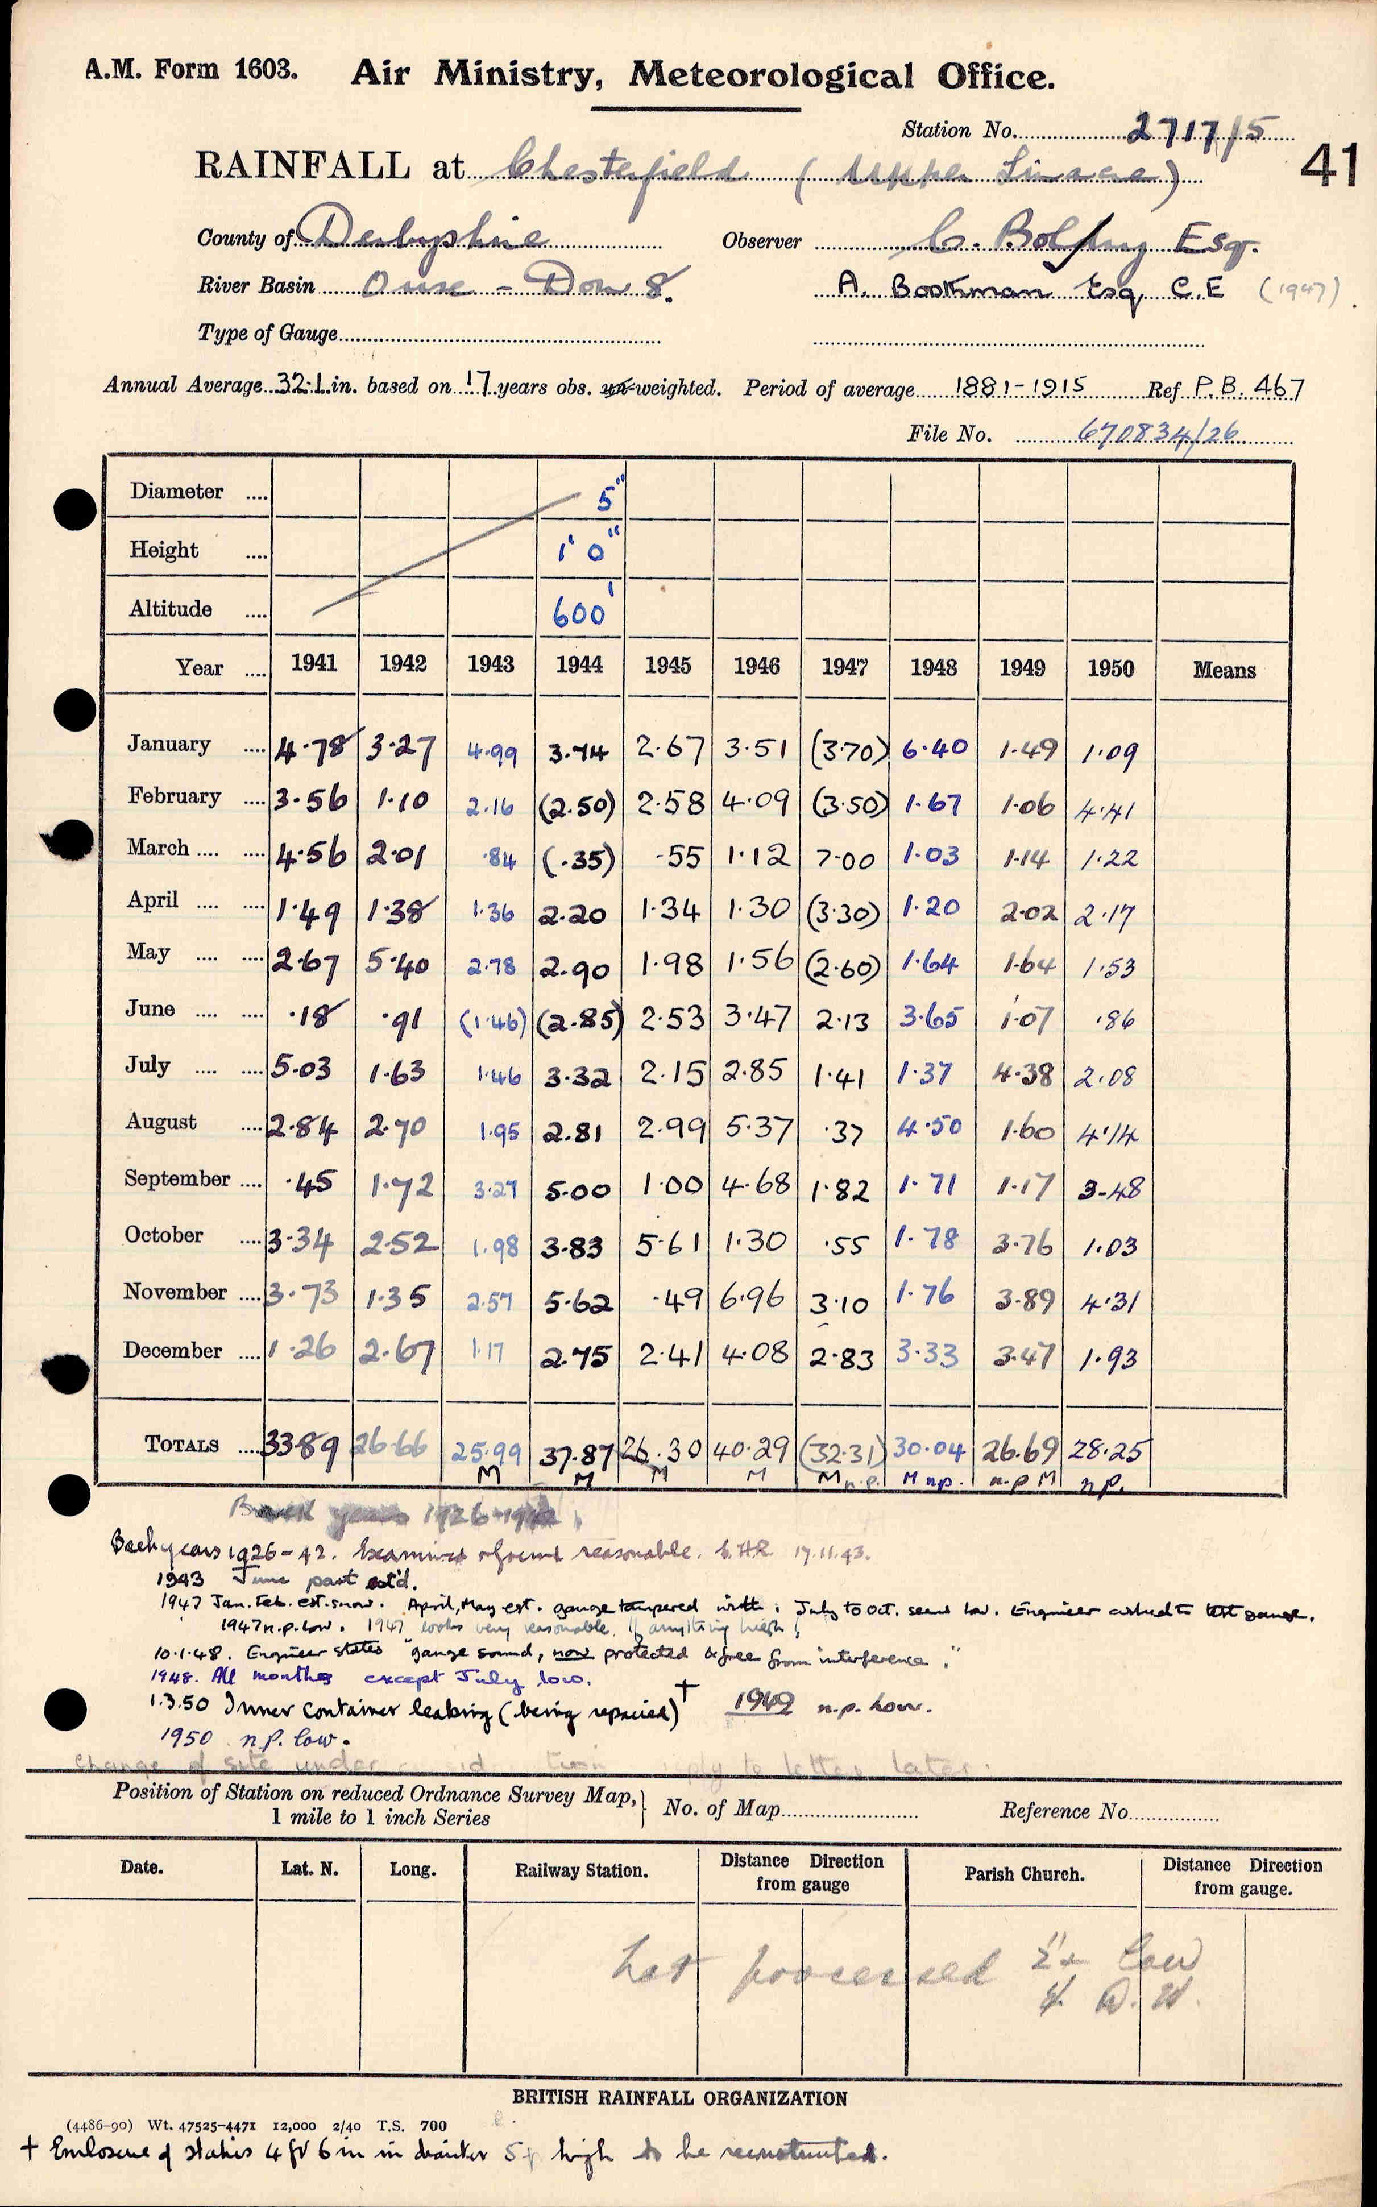 A.M. Form 1603. Air Ministry, Meteorological Office.
Station No. 2717/5
RAINFALL at Chesterfield (Upper Linacre)
41
County of Derbyshire Observer C. Esq.
River Basin Ouse - Don 8. A. Boothman Esq. C.E (1947)
Type of Gauge
Annual Average 32.1 in. based on 17 years obs. un-weighted. Period of average 1881-1915 Ref P.B. 467
File No. 670834/26
Diameter .... 5"
Height .... 1' 0"
Altitude .... 600'
Year .... 1941 1942 1943 1944 1945 1946 1947 1948 1949 1950 Means
January .... 4.78 3.27 4.99 3.74 2.67 3.51 (3.70) 6.40 1.49 1.09
February .... 3.56 1.10 2.16 (2.50) 2.58 4.09 (3.50) 1.67 1.06 4.41
March .... .... 4.56 2.01 .84 (.35) .55 1.12 7.00 1.03 1.14 1.22
April .... .... 1.49 1.38 1.36 2.20 1.34 1.30 (3.30) 1.20 2.02 2.17
May .... .... 2.67 5.40 2.78 2.90 1.98 1.56 (2.60) 1.64 1.64 1.53
June .... .... .18 .91 (1.46) (2.85) 2.53 3.47 2.13 3.65 1.07 .86
July .... .... 5.03 1.63 1.46 3.32 2.15 2.85 1.41 1.37 4.38 2.08
August .... 2.84 2.70 1.95 2.81 2.99 5.37 .37 4.50 1.60 4.14
September .... .45 1.72 3.27 5.00 1.00 4.68 1.82 1.71 1.17 3.48
October .... 3.34 2.52 1.98 3.83 5.61 1.30 .55 1.78 3.76 1.03
November .... 3.73 1.35 2.57 5.62 .49 6.96 3.10 1.76 3.89 4.31
December .... 1.26 2.67 1.17 2.75 2.41 4.08 2.83 3.33 3.47 1.93
TOTALS .... 33.89 26.66 25.99 37.87 26.30 40.29 (32.31) 30.04 26.69 28.25
M M M M M n.p. M n.p. n.p M n.p.
Back years 1926-1942
Back years 1926-42. Examined & found reasonable. 17.11.43.
1943 June part est'd.
1947 Jan. Feb. est. snow. April, May est. gauge tampered with. July to Oct. seem low. Engineer asked to test gauge.
1947 n.p. low. 1947 looks very reasonable, if anything high!
10.1.48. Engineer states "gauge sound, now protected & free from interference."
1948. All months except July low.
1.3.50 Inner container leaking (being repaired) † 1949 n.p. low.
1950 n.p. low.
Change of site under to letter later.
Position of Station on reduced Ordnance Survey Map, 1 mile to 1 inch Series } No. of Map Reference No.
Date. Lat. N. Long. Railway Station. Distance Direction from gauge Parish Church. Distance Direction from gauge.
Not processed 2"+ low
BRITISH RAINFALL ORGANIZATION
(4486-90) Wt. 47525-4471 12,000 2/40 T.S. 700
† Enclosure of stakes 4 ft 6 in in diameter 5 ft high to be reconstructed.